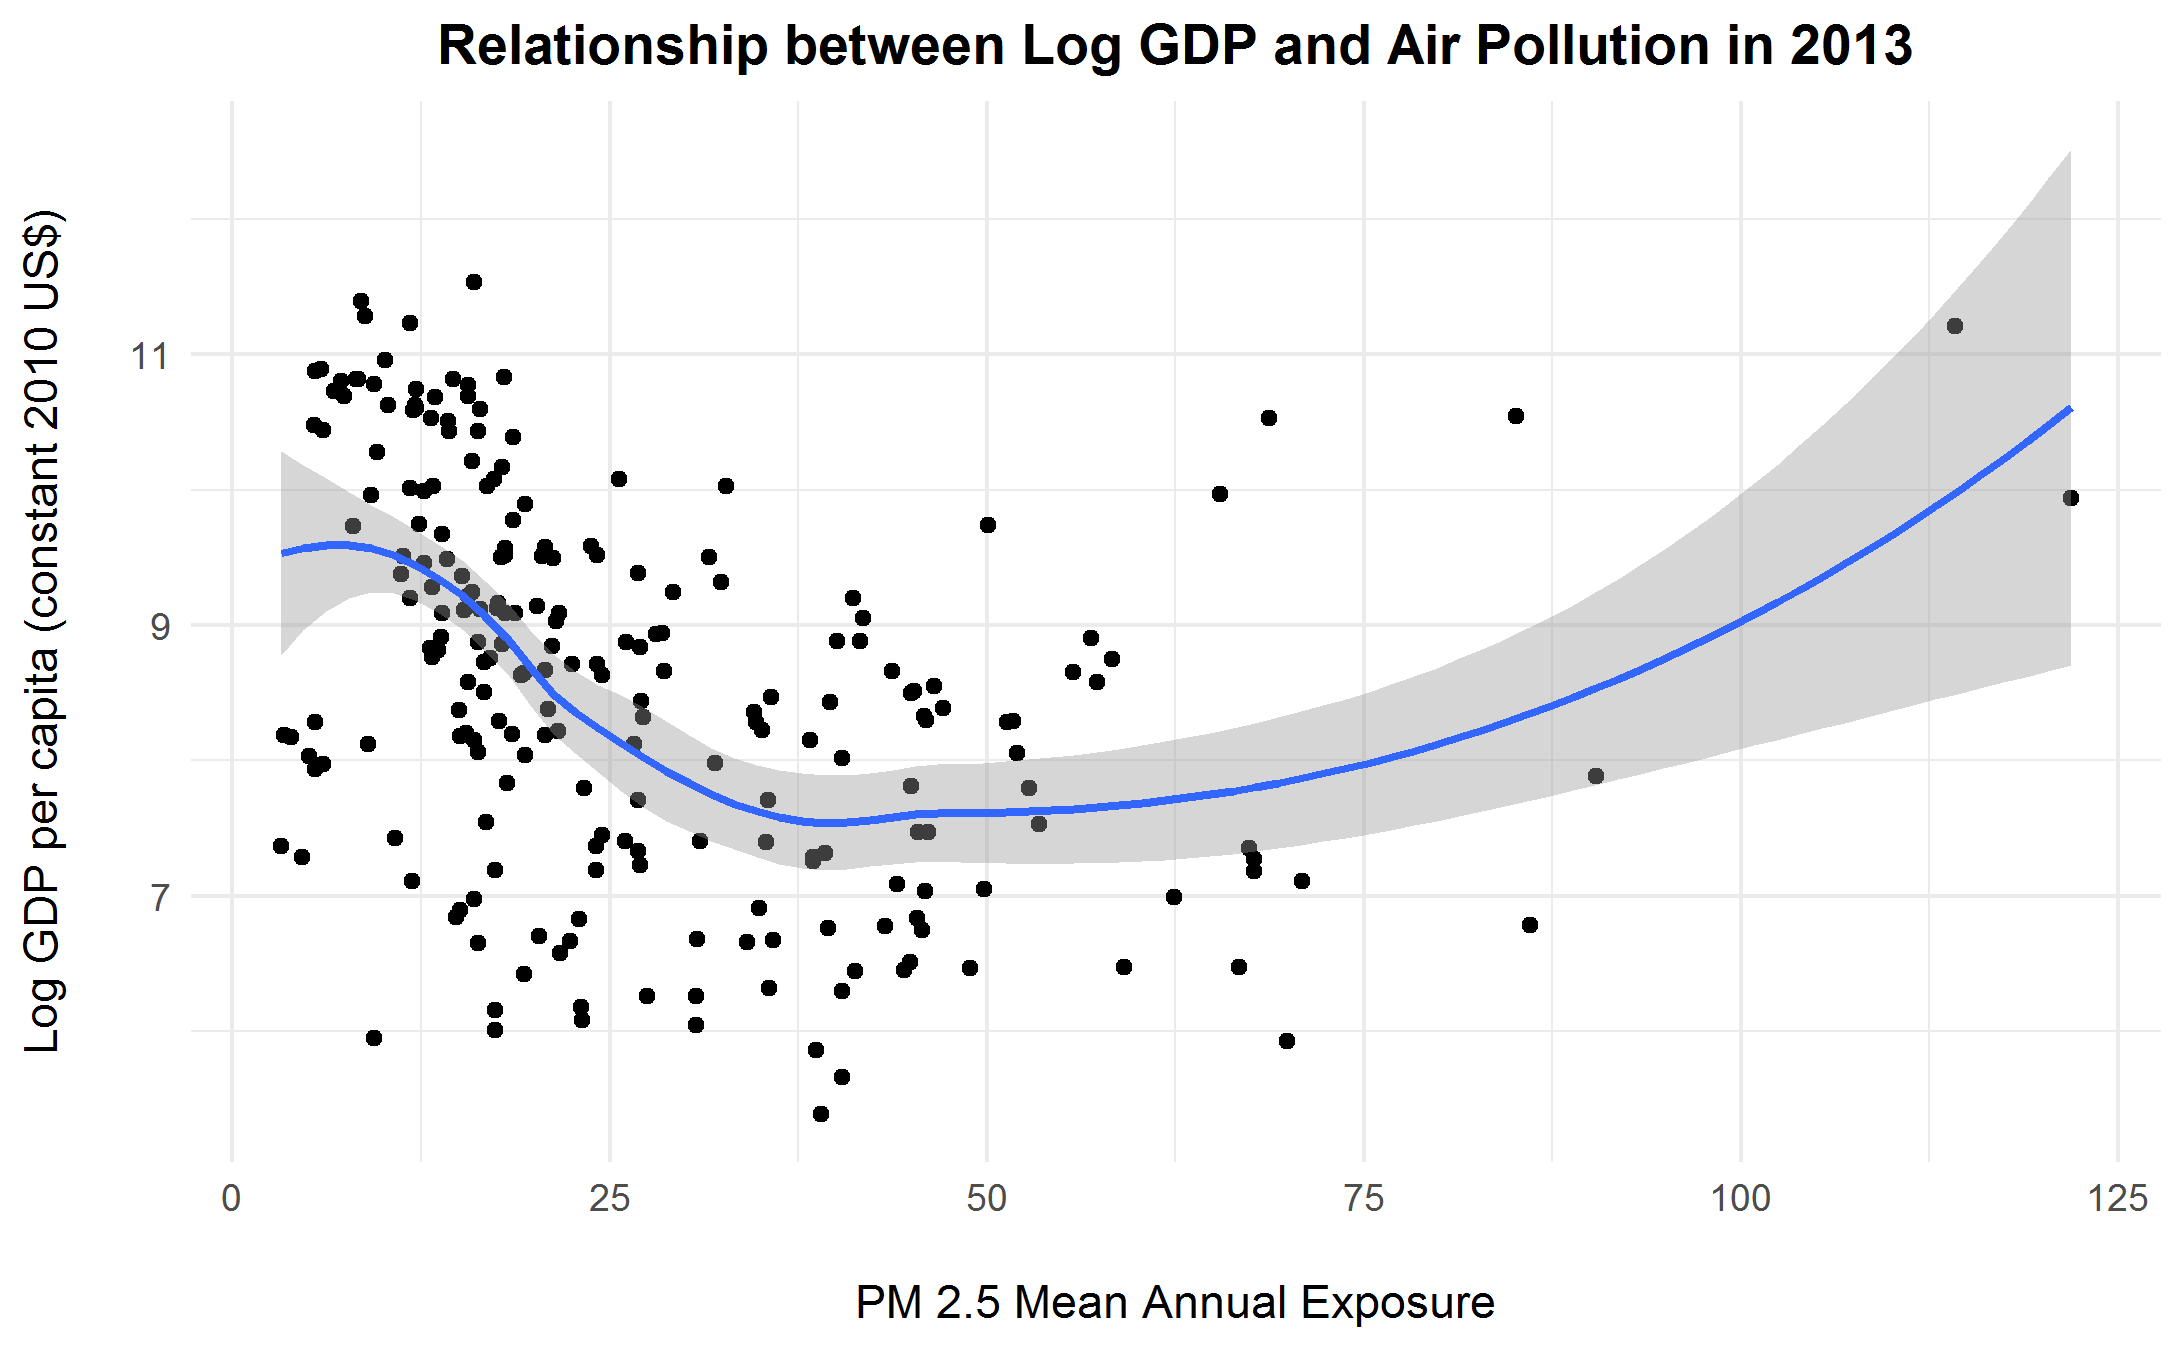 Relationship between Log GDP and Air Pollution in 2013
Log GDP per capita (constant 2010 US$)
11
9
7
0 25 50 75 100 125
PM 2.5 Mean Annual Exposure